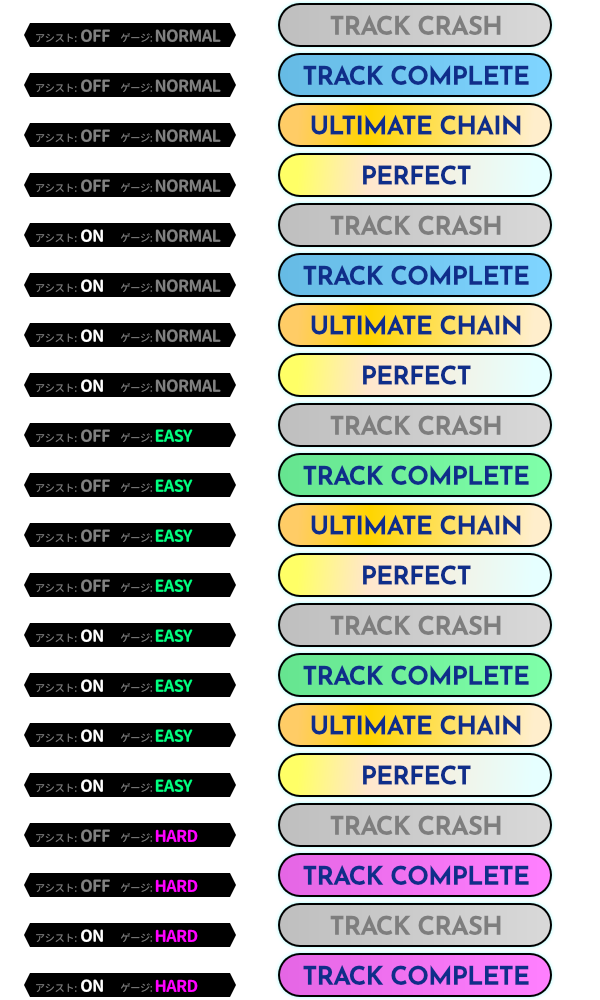 アシスト: OFF ゲージ: NORMAL TRACK CRASH
アシスト: OFF ゲージ: NORMAL TRACK COMPLETE
アシスト: OFF ゲージ: NORMAL ULTIMATE CHAIN
アシスト: OFF ゲージ: NORMAL PERFECT
アシスト: ON ゲージ: NORMAL TRACK CRASH
アシスト: ON ゲージ: NORMAL TRACK COMPLETE
アシスト: ON ゲージ: NORMAL ULTIMATE CHAIN
アシスト: ON ゲージ: NORMAL PERFECT
アシスト: OFF ゲージ: EASY TRACK CRASH
アシスト: OFF ゲージ: EASY TRACK COMPLETE
アシスト: OFF ゲージ: EASY ULTIMATE CHAIN
アシスト: OFF ゲージ: EASY PERFECT
アシスト: ON ゲージ: EASY TRACK CRASH
アシスト: ON ゲージ: EASY TRACK COMPLETE
アシスト: ON ゲージ: EASY ULTIMATE CHAIN
アシスト: ON ゲージ: EASY PERFECT
アシスト: OFF ゲージ: HARD TRACK CRASH
アシスト: OFF ゲージ: HARD TRACK COMPLETE
アシスト: ON ゲージ: HARD TRACK CRASH
アシスト: ON ゲージ: HARD TRACK COMPLETE